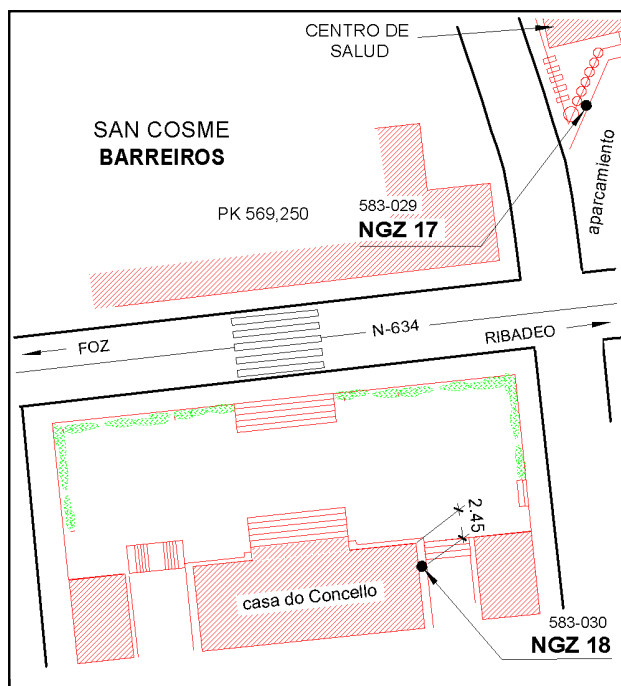 CENTRO DE
SALUD
SAN COSME
BARREIROS
aparcamiento
583-029
PK 569,250
NGZ 17
N-634
RIBADEO
FOZ
2.45
casa do Concello
583-030
NGZ 18